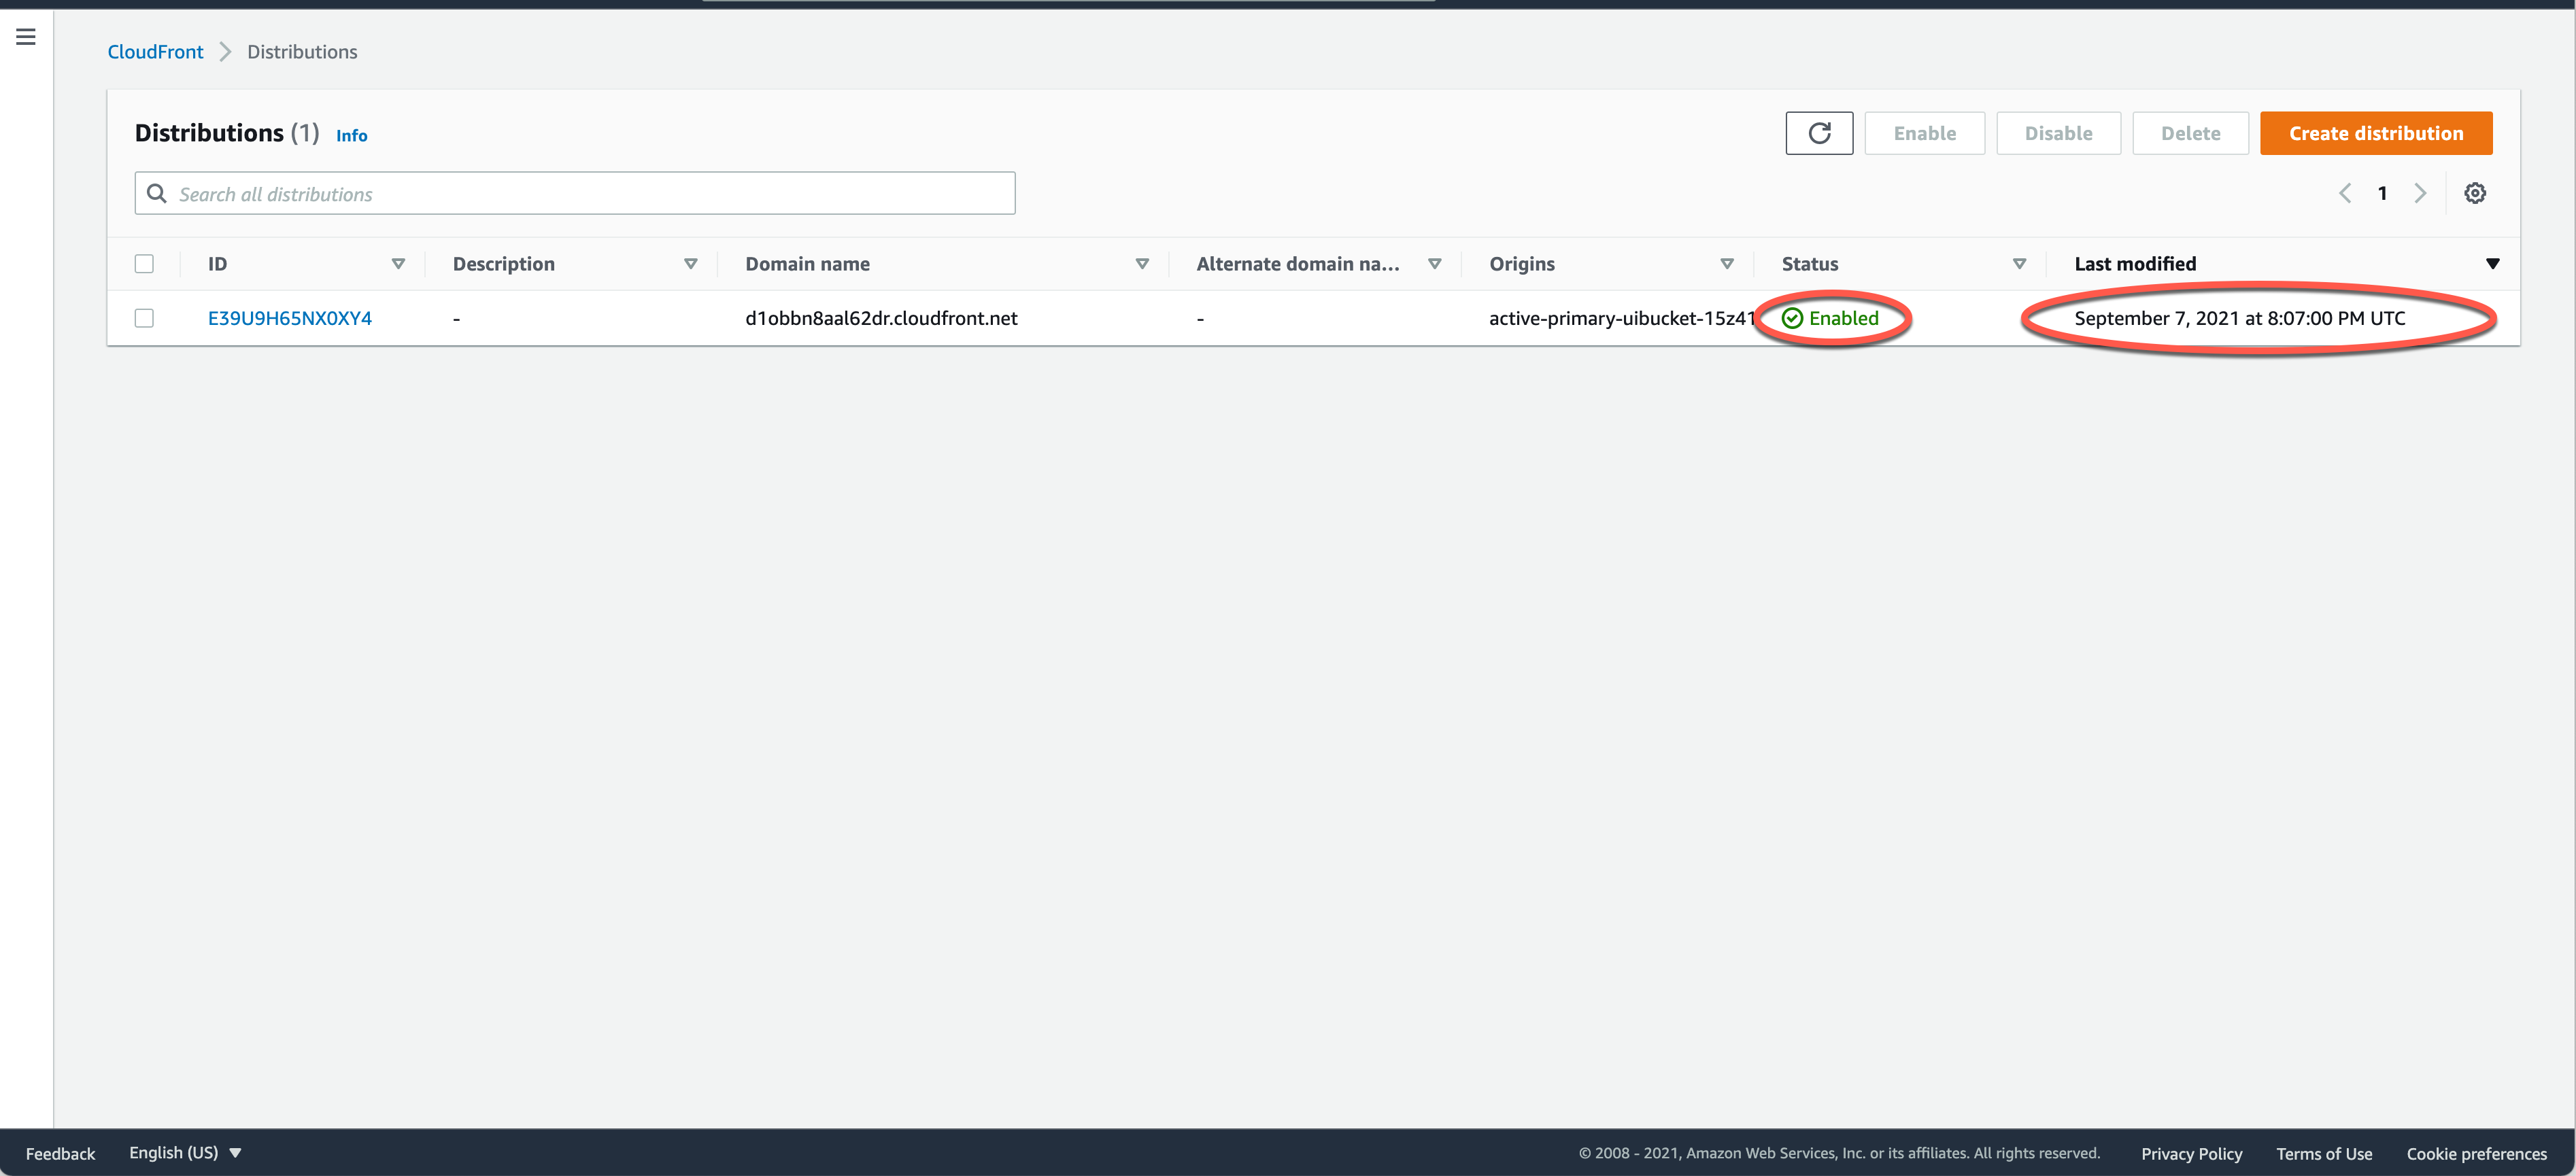 CloudFront Distributions
Distributions (1) Info
Enable Disable Delete Create distribution
Search all distributions
1
ID Description Domain name Alternate domain na... Origins Status Last modified
E39U9H65NX0XY4 - d1obbn8aal62dr.cloudfront.net - active-primary-uibucket-15z41 Enabled September 7, 2021 at 8:07:00 PM UTC
Feedback English (US) © 2008 - 2021, Amazon Web Services, Inc. or its affiliates. All rights reserved. Privacy Policy Terms of Use Cookie preferences